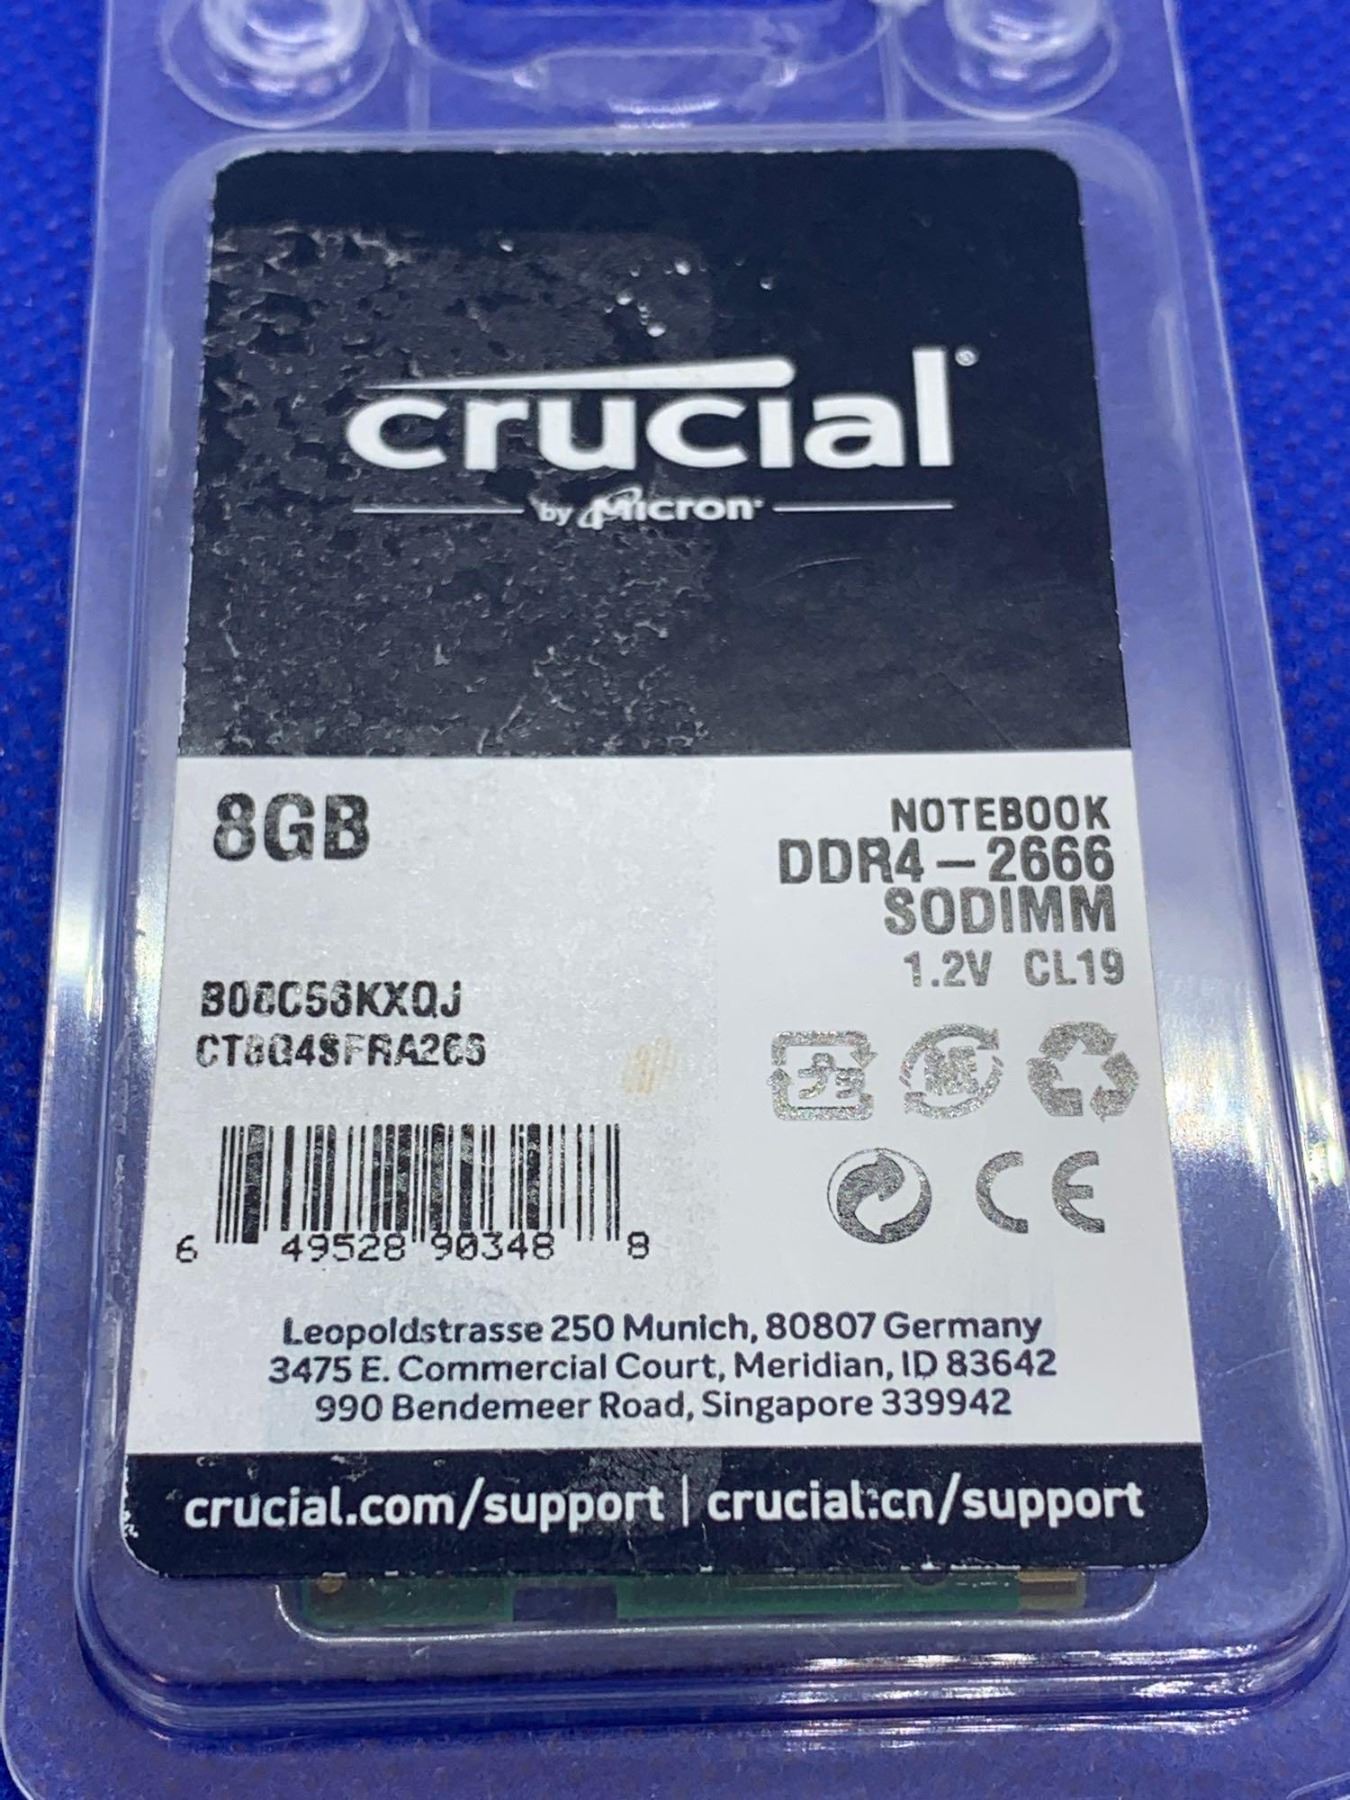 crucial®
by Micron®
8GB
NOTEBOOK
DDR4-2666
SODIMM
1.2V CL19
B08C56KXQJ
CT8G4SFRA266
6 49528 90348 8
CE
Leopoldstrasse 250 Munich, 80807 Germany
3475 E. Commercial Court, Meridian, ID 83642
990 Bendemeer Road, Singapore 339942
crucial.com/support | crucial.cn/support